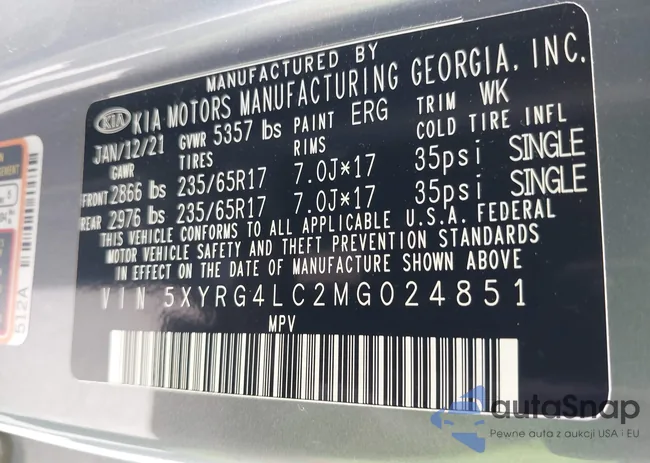 MANUFACTURED BY
KIA KIA MOTORS MANUFACTURING GEORGIA, INC.
JAN/12/21 GVWR 5357 lbs PAINT ERG TRIM WK
GAWR TIRES RIMS COLD TIRE INFL
FRONT 2866 lbs 235/65R17 7.0J*17 35psi SINGLE
REAR 2976 lbs 235/65R17 7.0J*17 35psi SINGLE
THIS VEHICLE CONFORMS TO ALL APPLICABLE U.S.A. FEDERAL
MOTOR VEHICLE SAFETY AND THEFT PREVENTION STANDARDS
IN EFFECT ON THE DATE OF MANUFACTURE SHOWN ABOVE
VIN 5XYRG4LC2MG024851
MPV
512A
autaSnap
Pewne auta z aukcji USA i EU